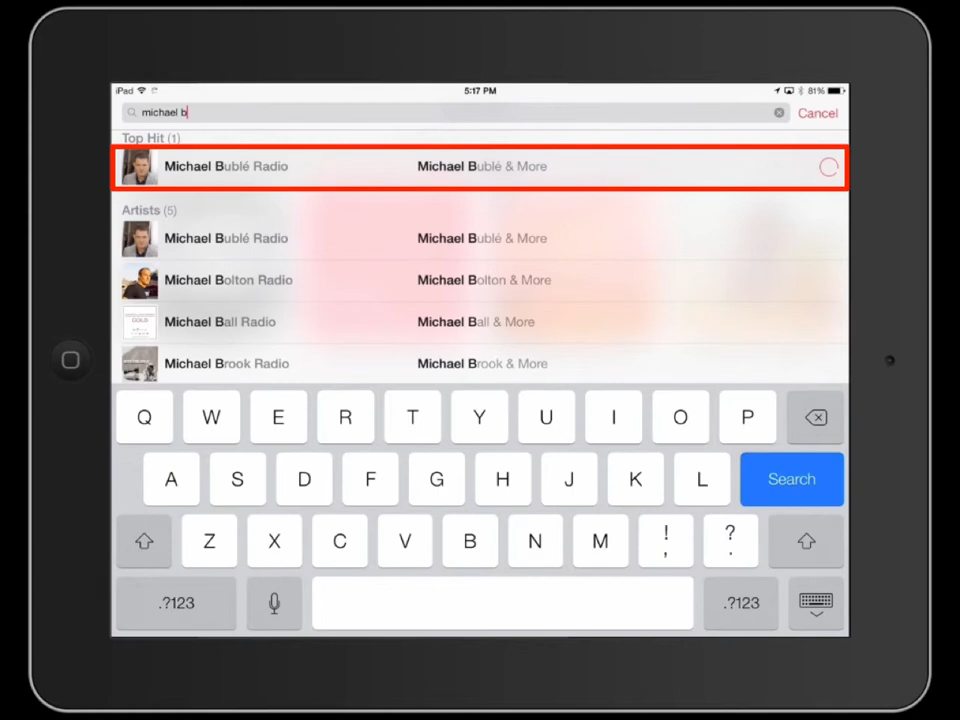 iPad 5:17 PM 81%
michael b Cancel
Top Hit (1)
Michael Bublé Radio Michael Bublé & More
Artists (5)
Michael Bublé Radio Michael Bublé & More
Michael Bolton Radio Michael Bolton & More
GOLD
Michael Ball Radio Michael Ball & More
Michael Brook Radio Michael Brook & More
Q W E R T Y U I O P
A S D F G H J K L Search
Z X C V B N M ! , ? .
.?123 .?123